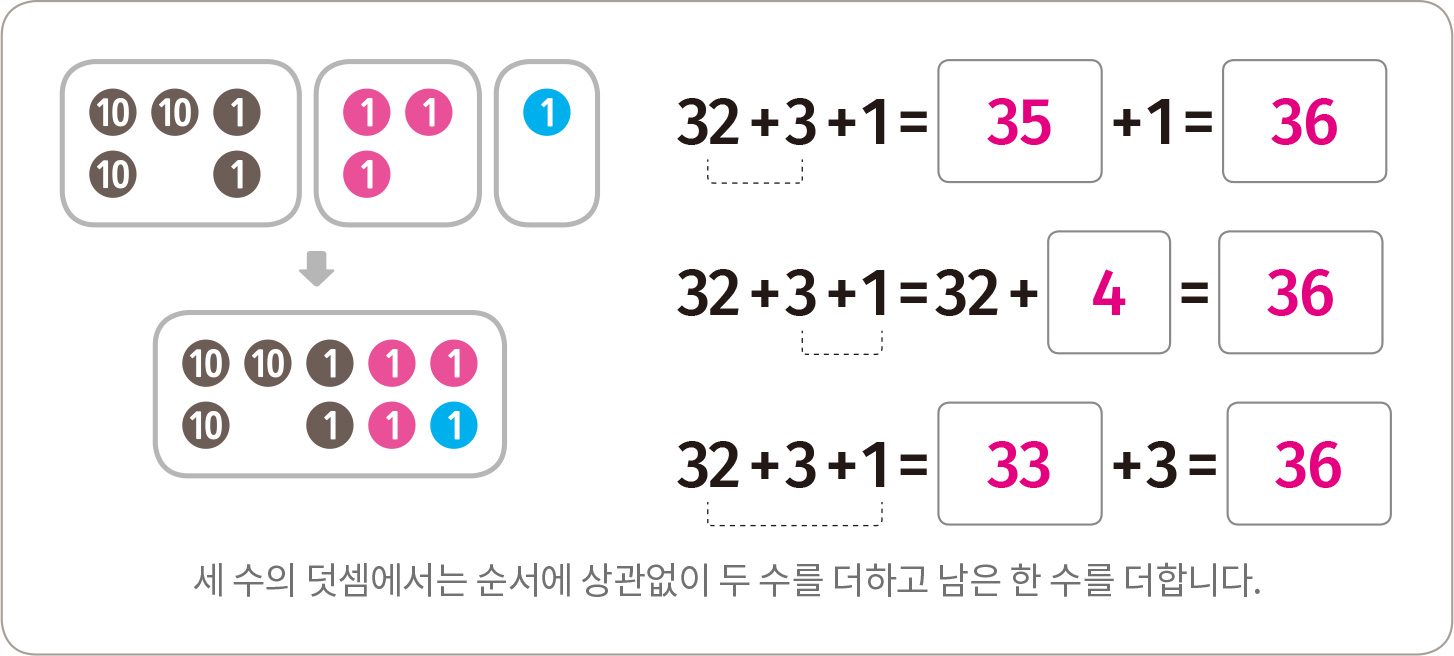 10 10 1 1 1 1
10 1 1
10 10 1 1 1
10 1 1 1
32+3+1= 35 +1= 36
32+3+1=32+ 4 = 36
32+3+1= 33 +3= 36
세 수의 덧셈에서는 순서에 상관없이 두 수를 더하고 남은 한 수를 더합니다.